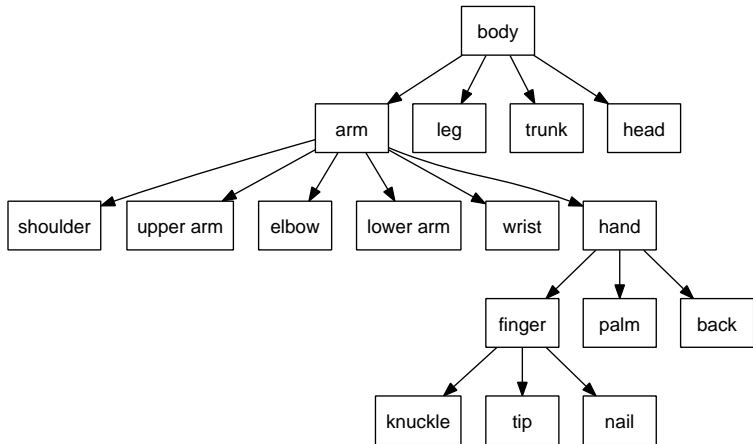 body
arm
leg
trunk
head
shoulder
upper arm
elbow
lower arm
wrist
hand
finger
palm
back
knuckle
tip
nail